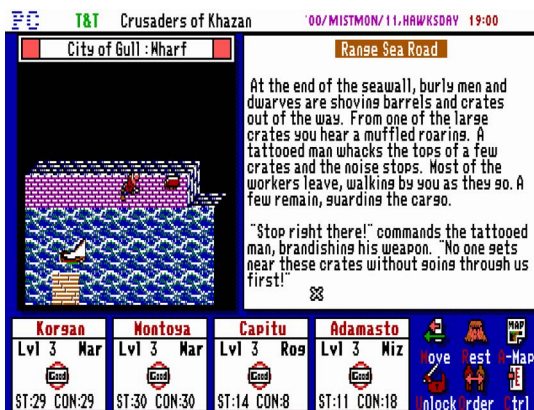 PC T&T Crusaders of Khazan '00/MISTMON/11,HAWKSDAY 19:00
City of Gull : Wharf
Range Sea Road
At the end of the seawall, burly men and
dwarves are shoving barrels and crates
out of the way. From one of the large
crates you hear a muffled roaring. A
tattooed man whacks the tops of a few
crates and the noise stops. Most of the
workers leave, walking by you as they go. A
few remain, guarding the cargo.
"Stop right there!" commands the tattooed
man, brandishing his weapon. "No one gets
near these crates without going through us
first!"
Korgan Montoya Capitu Adamasto
Lvl 3 War Lvl 3 War Lvl 3 Rog Lvl 3 Wiz
Good Good Good Good
ST:29 CON:29 ST:30 CON:30 ST:14 CON:8 ST:11 CON:18
MAP
Move Rest A-Map
Unlock Order Ctrl